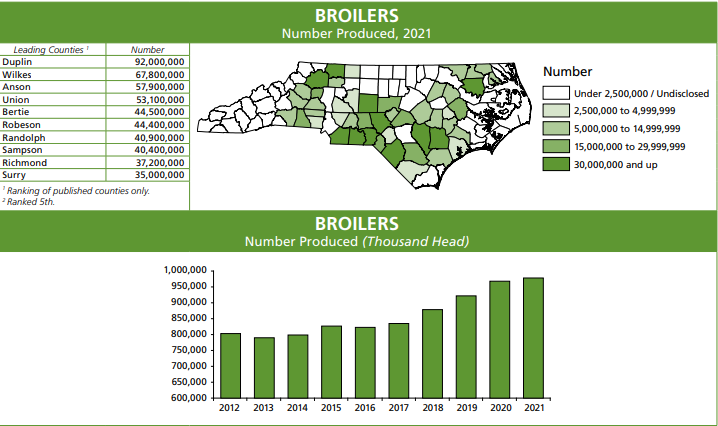 BROILERS
Number Produced, 2021
Leading Counties ¹ Number
Duplin 92,000,000
Wilkes 67,800,000
Anson 57,900,000
Union 53,100,000
Bertie 44,500,000
Robeson 44,400,000
Randolph 40,900,000
Sampson 40,400,000
Richmond 37,200,000
Surry 35,000,000
¹ Ranking of published counties only.
² Ranked 5th.
Number
Under 2,500,000 / Undisclosed
2,500,000 to 4,999,999
5,000,000 to 14,999,999
15,000,000 to 29,999,999
30,000,000 and up
BROILERS
Number Produced (Thousand Head)
1,000,000
950,000
900,000
850,000
800,000
750,000
700,000
650,000
600,000
2012 2013 2014 2015 2016 2017 2018 2019 2020 2021